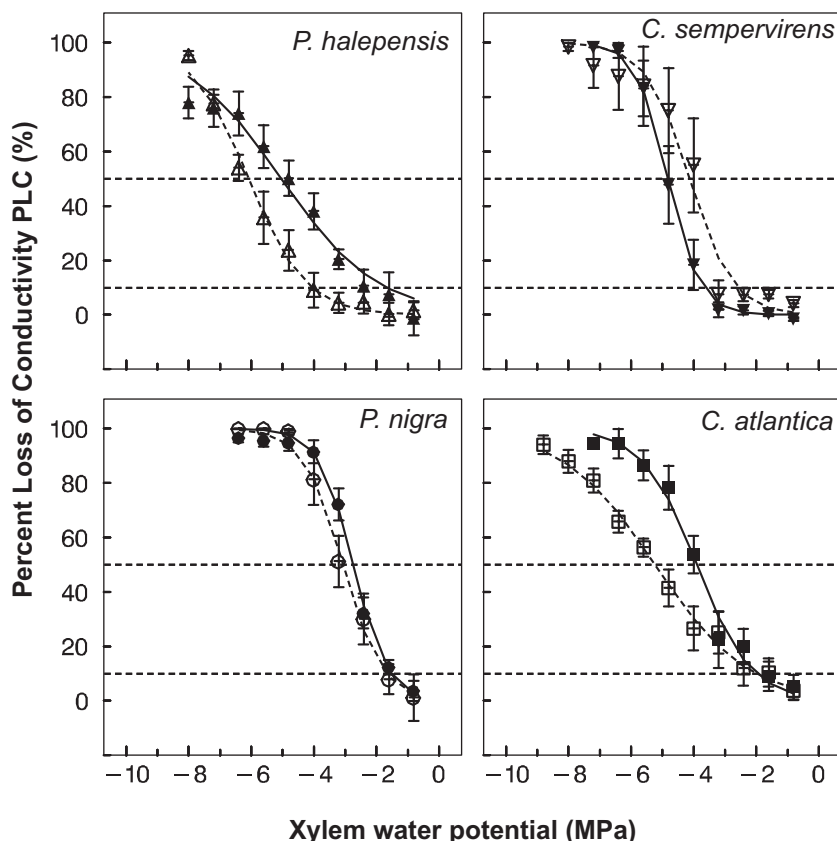 P. halepensis
C. sempervirens
100
80
60
40
20
0
P. nigra
C. atlantica
100
80
60
40
20
0
−10 −8 −6 −4 −2 0
−10 −8 −6 −4 −2 0
Percent Loss of Conductivity PLC (%)
Xylem water potential (MPa)